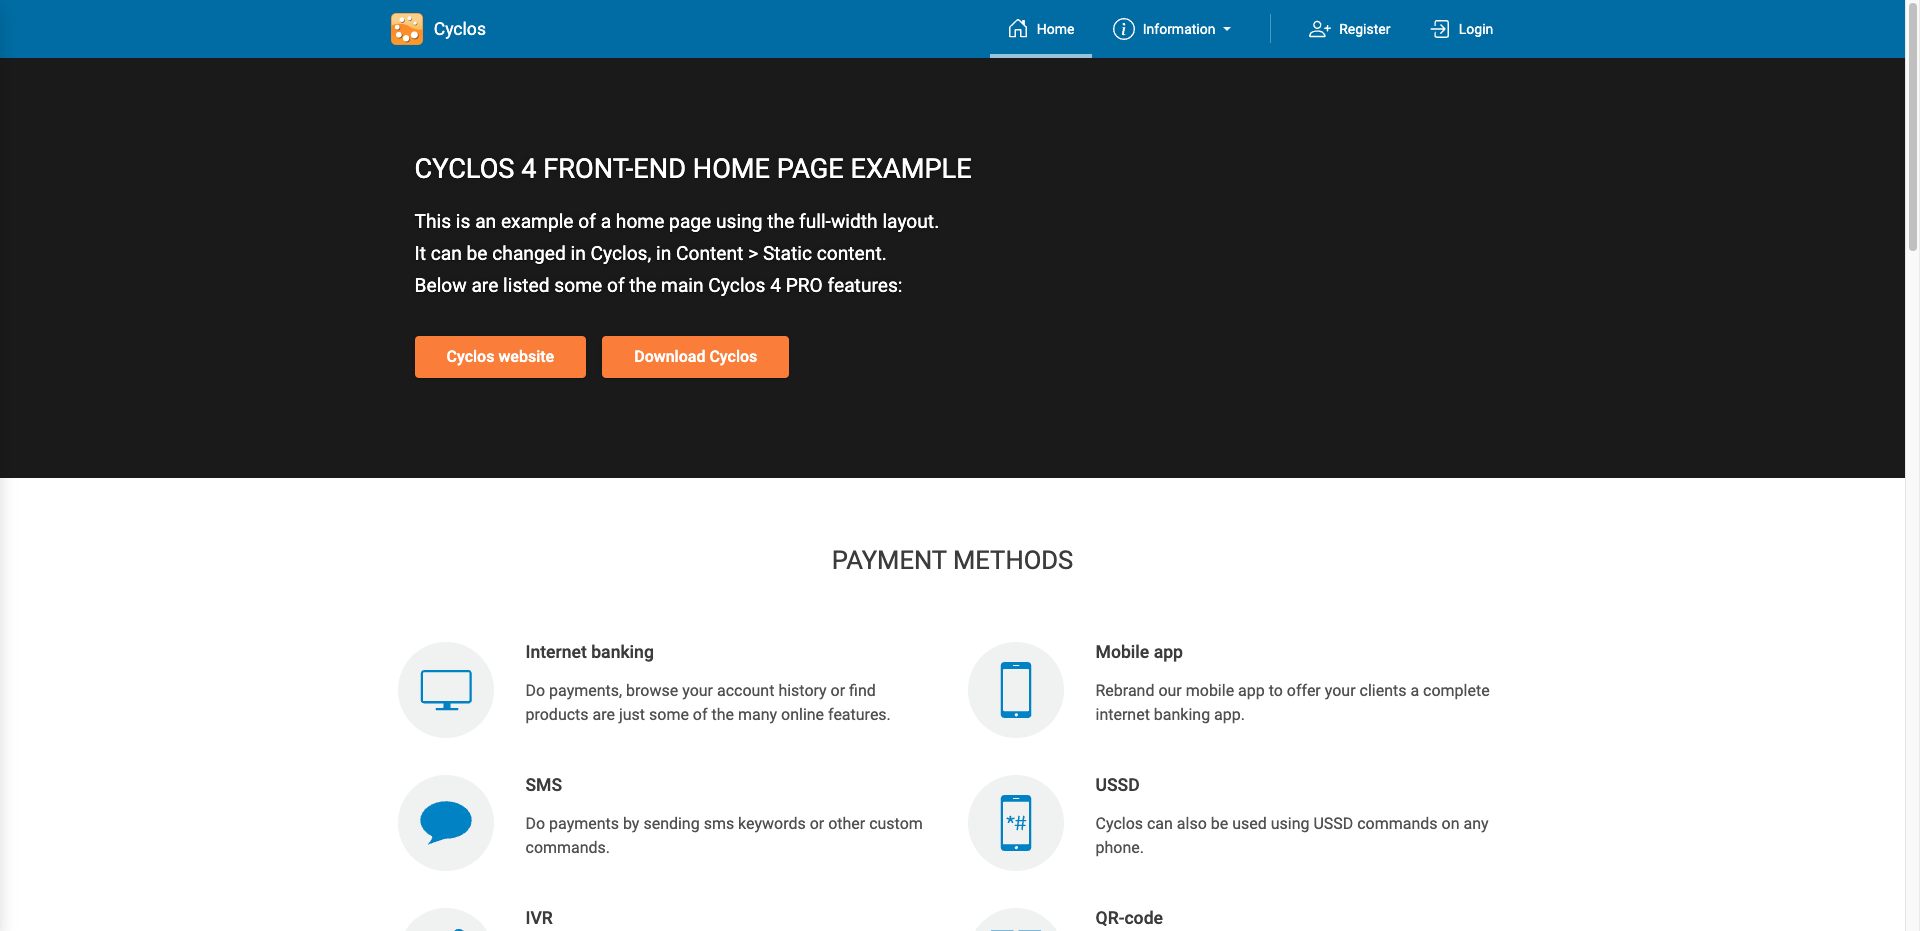 Cyclos
Home
Information
Register
Login
CYCLOS 4 FRONT-END HOME PAGE EXAMPLE
This is an example of a home page using the full-width layout.
It can be changed in Cyclos, in Content > Static content.
Below are listed some of the main Cyclos 4 PRO features:
Cyclos website
Download Cyclos
PAYMENT METHODS
Internet banking
Do payments, browse your account history or find
products are just some of the many online features.
Mobile app
Rebrand our mobile app to offer your clients a complete
internet banking app.
SMS
Do payments by sending sms keywords or other custom
commands.
*#
USSD
Cyclos can also be used using USSD commands on any
phone.
IVR
QR-code